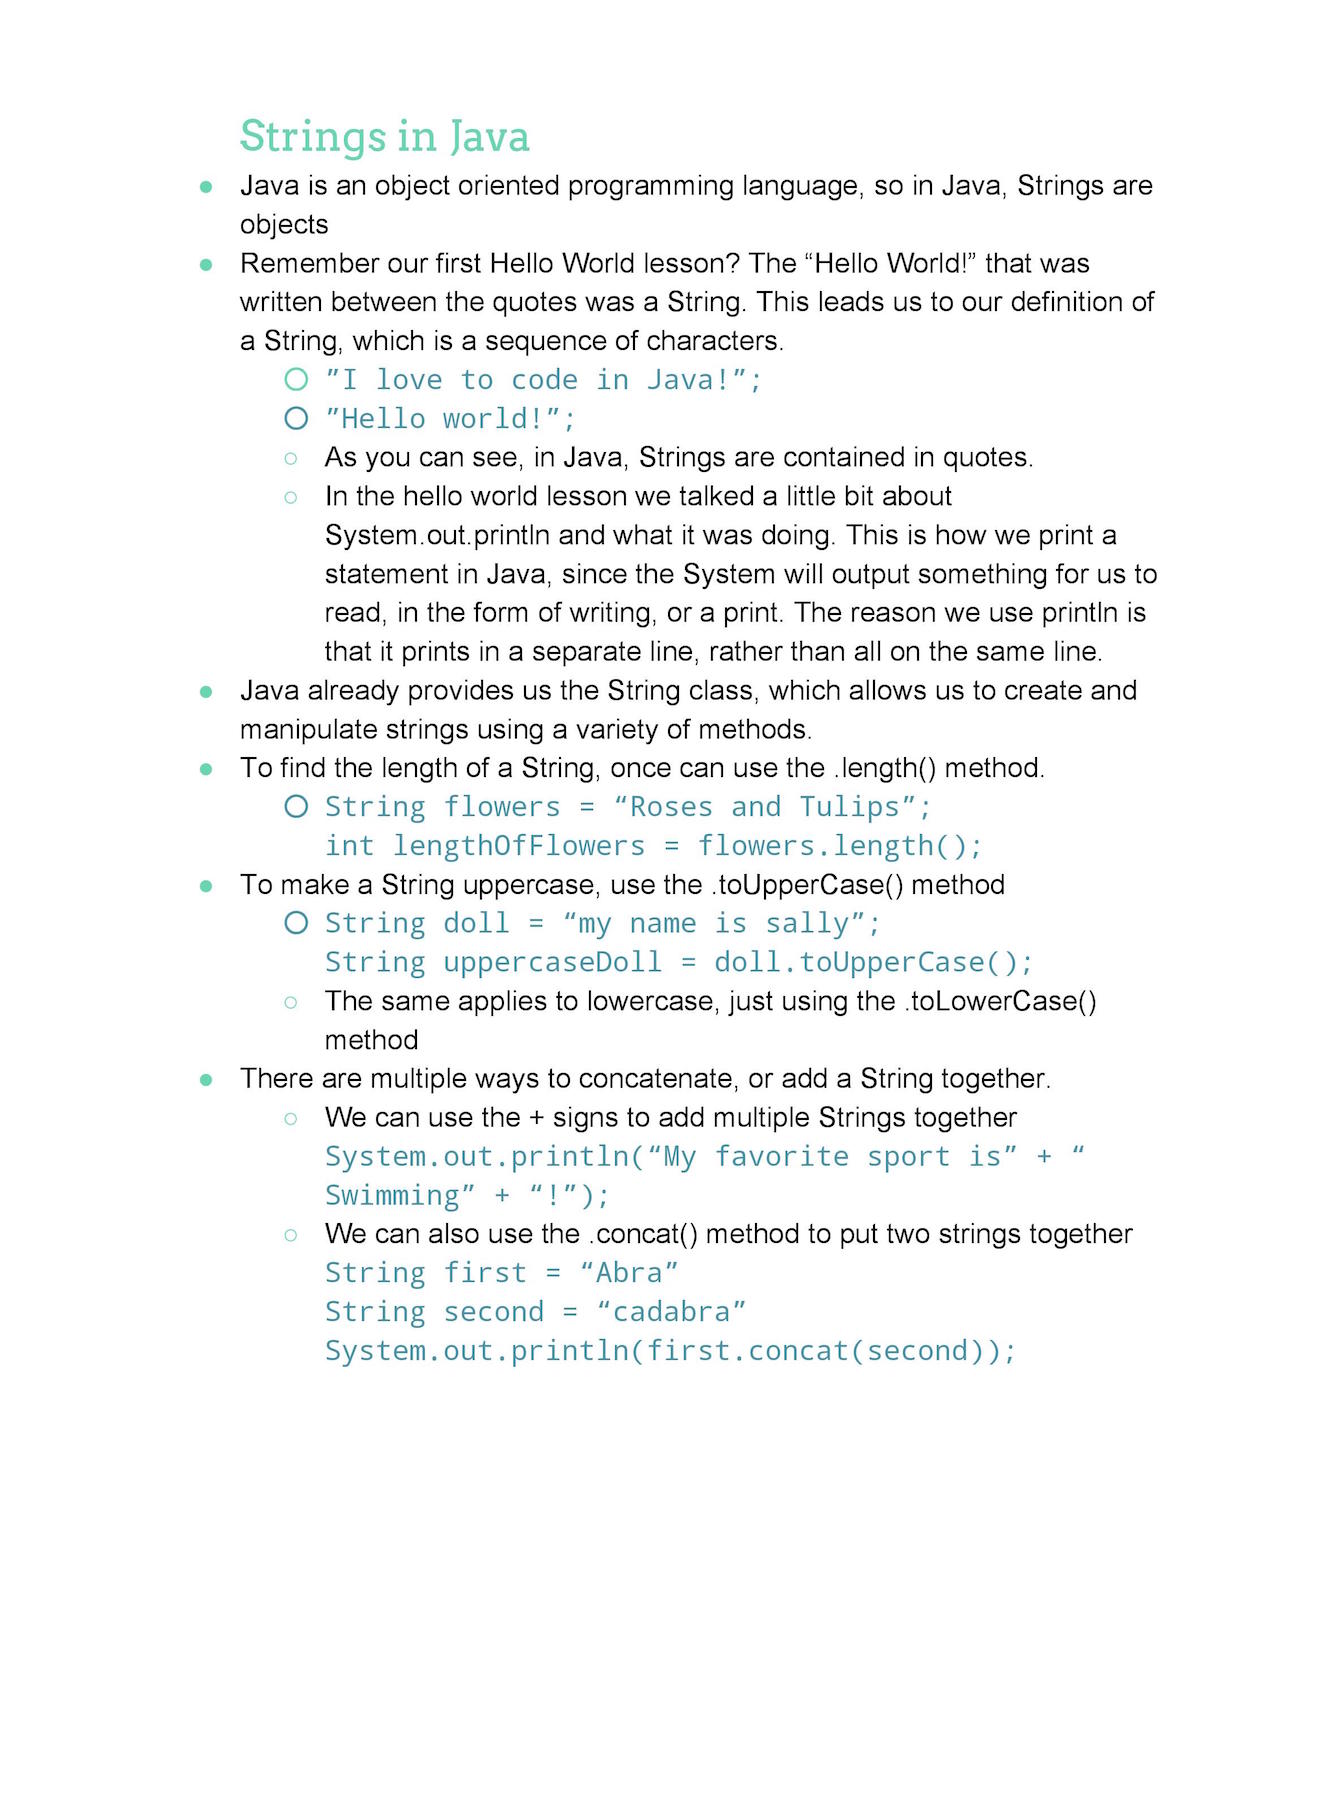 Strings in Java
● Java is an object oriented programming language, so in Java, Strings are
objects
● Remember our first Hello World lesson? The “Hello World!” that was
written between the quotes was a String. This leads us to our definition of
a String, which is a sequence of characters.
○ ”I love to code in Java!”;
○ ”Hello world!”;
○ As you can see, in Java, Strings are contained in quotes.
○ In the hello world lesson we talked a little bit about
System.out.println and what it was doing. This is how we print a
statement in Java, since the System will output something for us to
read, in the form of writing, or a print. The reason we use println is
that it prints in a separate line, rather than all on the same line.
● Java already provides us the String class, which allows us to create and
manipulate strings using a variety of methods.
● To find the length of a String, once can use the .length() method.
○ String flowers = “Roses and Tulips”;
int lengthOfFlowers = flowers.length();
● To make a String uppercase, use the .toUpperCase() method
○ String doll = “my name is sally”;
String uppercaseDoll = doll.toUpperCase();
○ The same applies to lowercase, just using the .toLowerCase()
method
● There are multiple ways to concatenate, or add a String together.
○ We can use the + signs to add multiple Strings together
System.out.println(“My favorite sport is” + “
Swimming” + “!”);
○ We can also use the .concat() method to put two strings together
String first = “Abra”
String second = “cadabra”
System.out.println(first.concat(second));